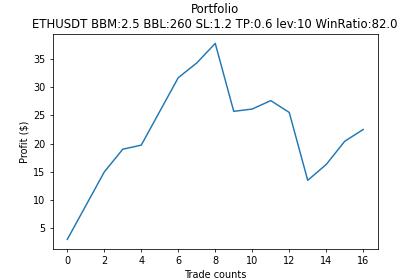 Portfolio
ETHUSDT BBM:2.5 BBL:260 SL:1.2 TP:0.6 lev:10 WinRatio:82.0
Profit ($)
35
30
25
20
15
10
5
0 2 4 6 8 10 12 14 16
Trade counts